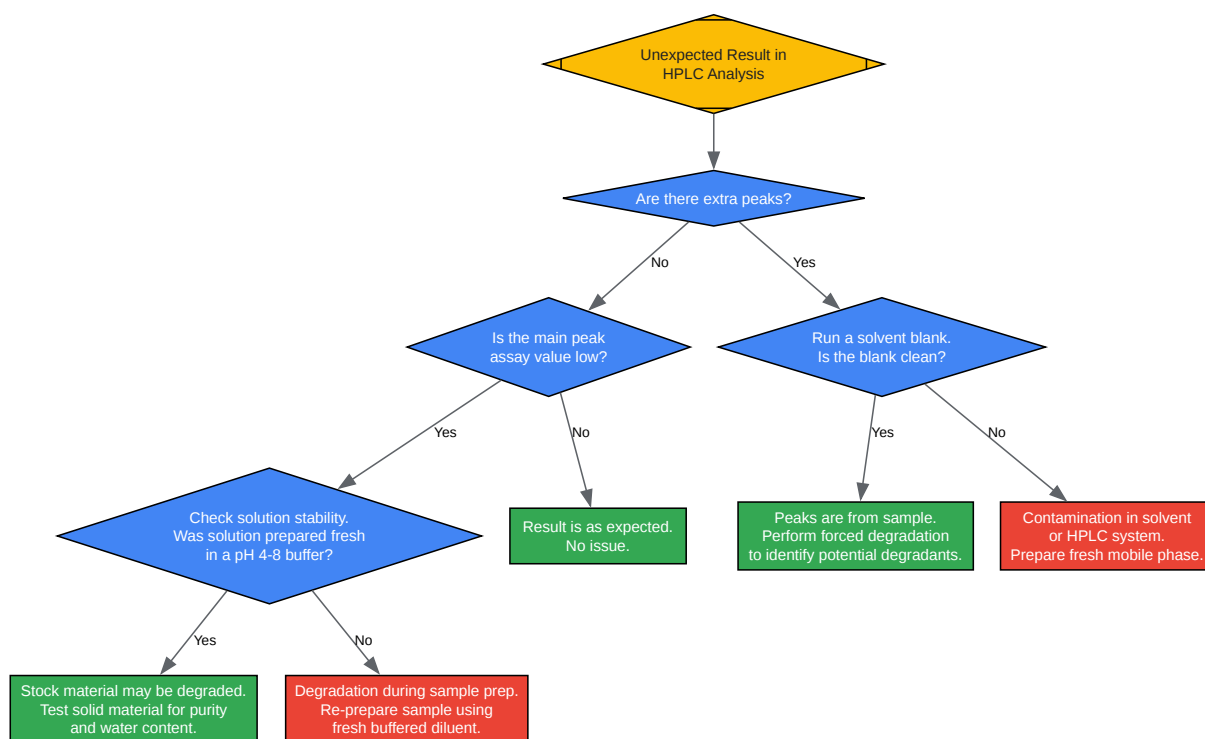 Unexpected Result in
HPLC Analysis
Are there extra peaks?
No
Yes
Is the main peak
assay value low?
Run a solvent blank.
Is the blank clean?
Yes
No
Yes
No
Check solution stability.
Was solution prepared fresh
in a pH 4-8 buffer?
Result is as expected.
No issue.
Peaks are from sample.
Perform forced degradation
to identify potential degradants.
Contamination in solvent
or HPLC system.
Prepare fresh mobile phase.
Yes
No
Stock material may be degraded.
Test solid material for purity
and water content.
Degradation during sample prep.
Re-prepare sample using
fresh buffered diluent.